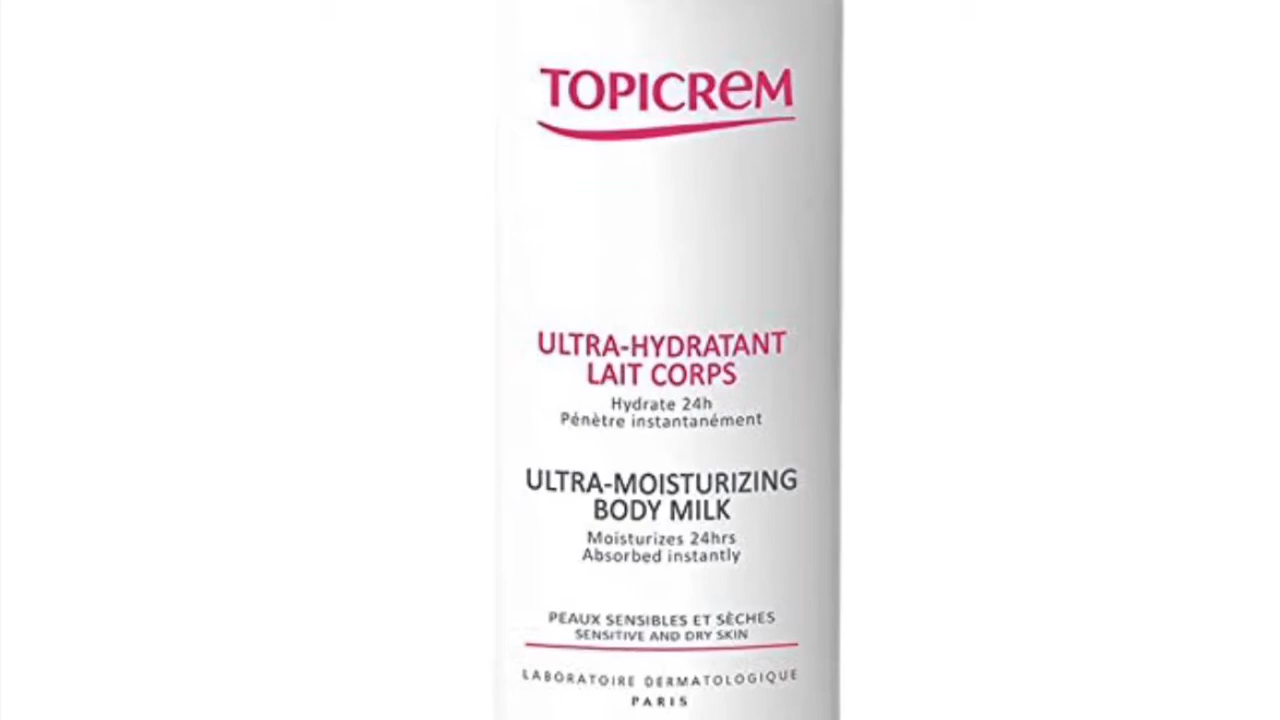 TOPICREM
ULTRA-HYDRATANT
LAIT CORPS
Hydrate 24h
Pénètre instantanément
ULTRA-MOISTURIZING
BODY MILK
Moisturizes 24hrs
Absorbed instantly
PEAUX SENSIBLES ET SÈCHES
SENSITIVE AND DRY SKIN
LABORATOIRE DERMATOLOGIQUE
PARIS